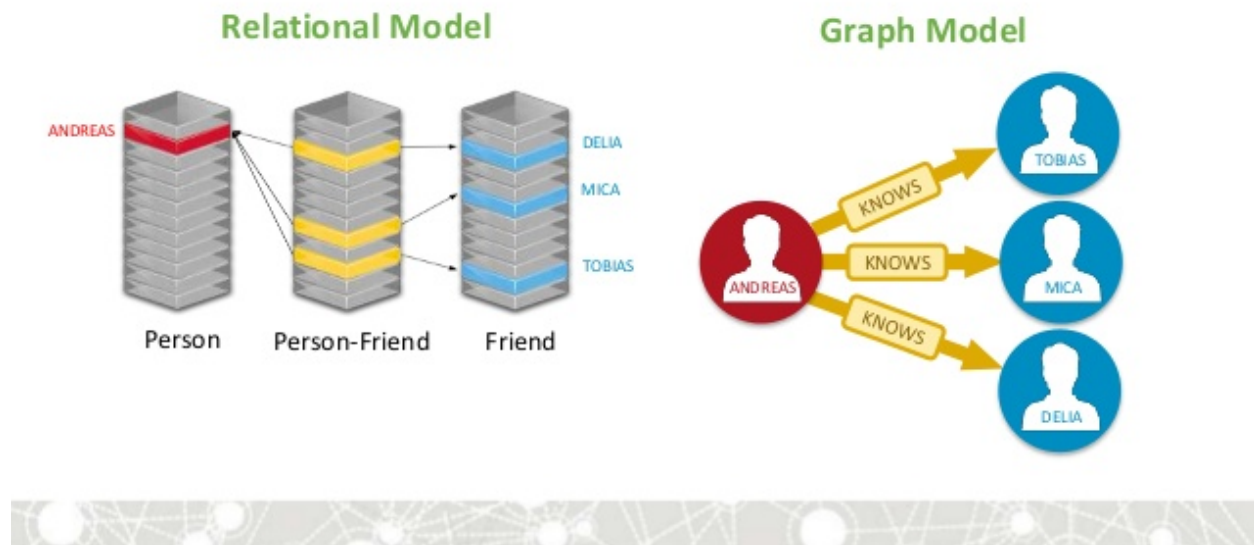 Relational Model
ANDREAS
DELIA
MICA
TOBIAS
Person
Person-Friend
Friend
Graph Model
TOBIAS
KNOWS
ANDREAS
KNOWS
MICA
KNOWS
DELIA